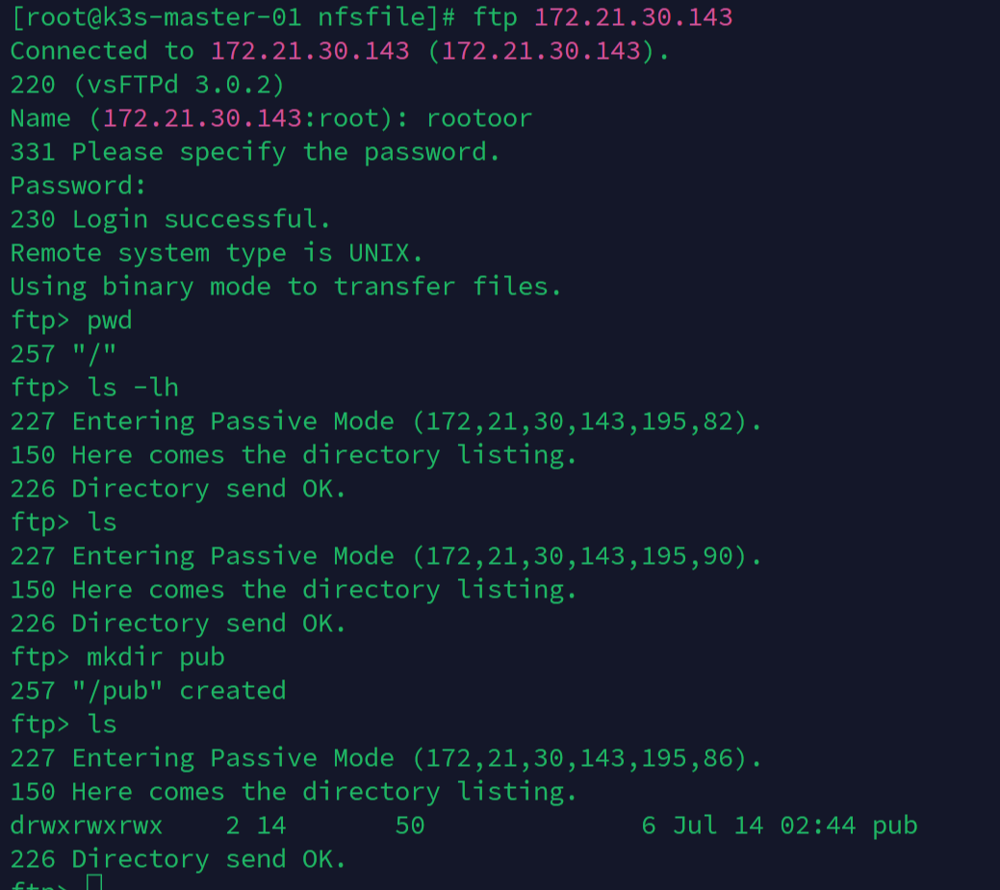 [root@k3s-master-01 nfsfile]# ftp 172.21.30.143
Connected to 172.21.30.143 (172.21.30.143).
220 (vsFTPd 3.0.2)
Name (172.21.30.143:root): rootoor
331 Please specify the password.
Password:
230 Login successful.
Remote system type is UNIX.
Using binary mode to transfer files.
ftp> pwd
257 "/"
ftp> ls -lh
227 Entering Passive Mode (172,21,30,143,195,82).
150 Here comes the directory listing.
226 Directory send OK.
ftp> ls
227 Entering Passive Mode (172,21,30,143,195,90).
150 Here comes the directory listing.
226 Directory send OK.
ftp> mkdir pub
257 "/pub" created
ftp> ls
227 Entering Passive Mode (172,21,30,143,195,86).
150 Here comes the directory listing.
drwxrwxrwx    2 14       50              6 Jul 14 02:44 pub
226 Directory send OK.
ftp>